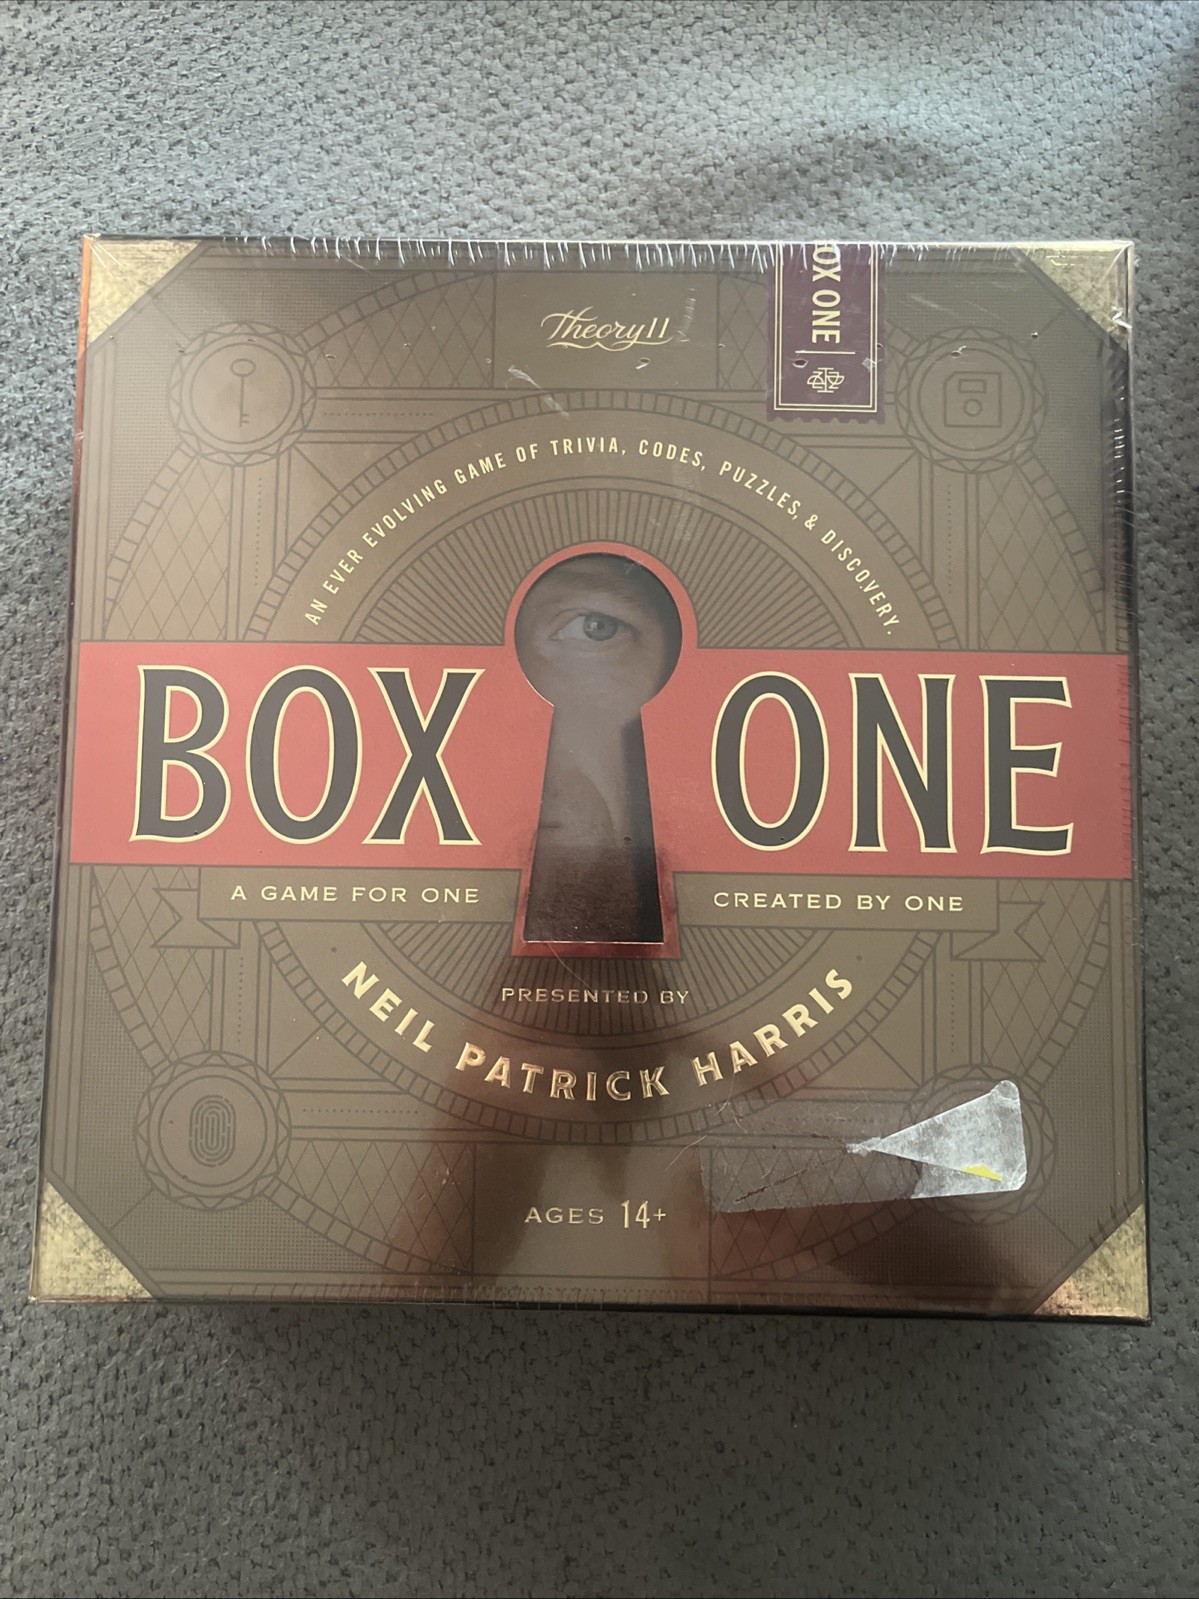 Theory11
OX ONE
AN EVER EVOLVING GAME OF TRIVIA, CODES, PUZZLES, & DISCOVERY.
BOX ONE
A GAME FOR ONE
CREATED BY ONE
PRESENTED BY
NEIL PATRICK HARRIS
AGES 14+